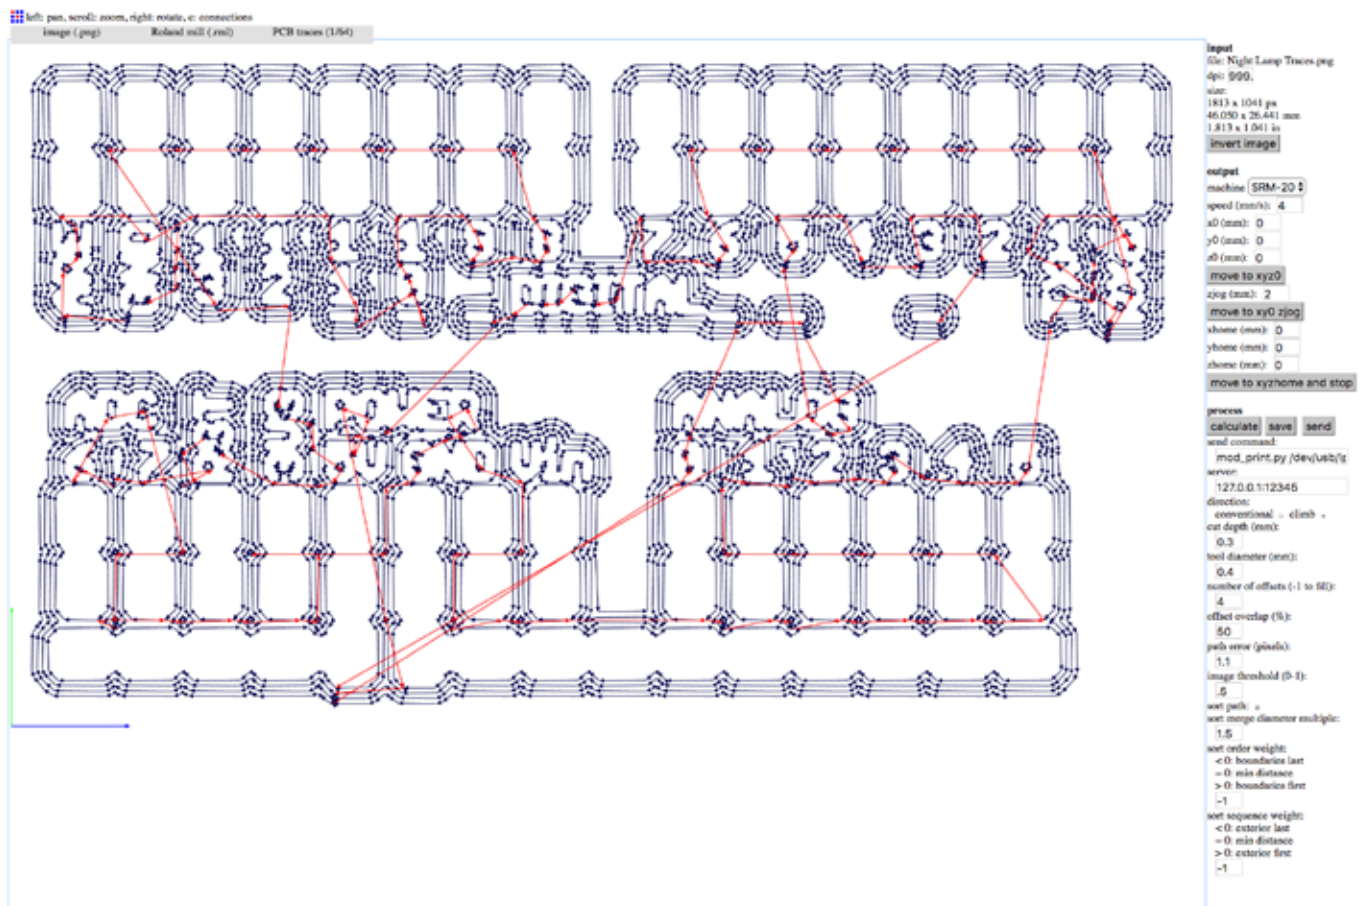 left: pan, scroll: zoom, right: rotate, c: connections
image (.png) Roland mill (.rml) PCB traces (1/64)
input
file: Night Lamp Traces.png
dpi: 999.
size:
1813 x 1041 px
46.050 x 26.441 mm
1.813 x 1.041 in
invert image
output
machine SRM-20
speed (mm/s): 4
x0 (mm): 0
y0 (mm): 0
z0 (mm): 0
move to xyz0
zjog (mm): 2
move to xy0 zjog
xhome (mm): 0
yhome (mm): 0
zhome (mm): 0
move to xyzhome and stop
process
calculate save send
send command:
mod_print.py /dev/usb/
server:
127.0.0.1:12345
direction:
conventional climb
cut depth (mm):
0.3
tool diameter (mm):
0.4
number of offsets (-1 to fill):
4
offset overlap (%):
50
path error (pixels):
1.1
image threshold (0-1):
.5
sort path:
sort merge diameter multiple:
1.5
sort order weight:
< 0: boundaries last
= 0: min distance
> 0: boundaries first
-1
sort sequence weight:
< 0: exterior last
= 0: min distance
> 0: exterior first
-1